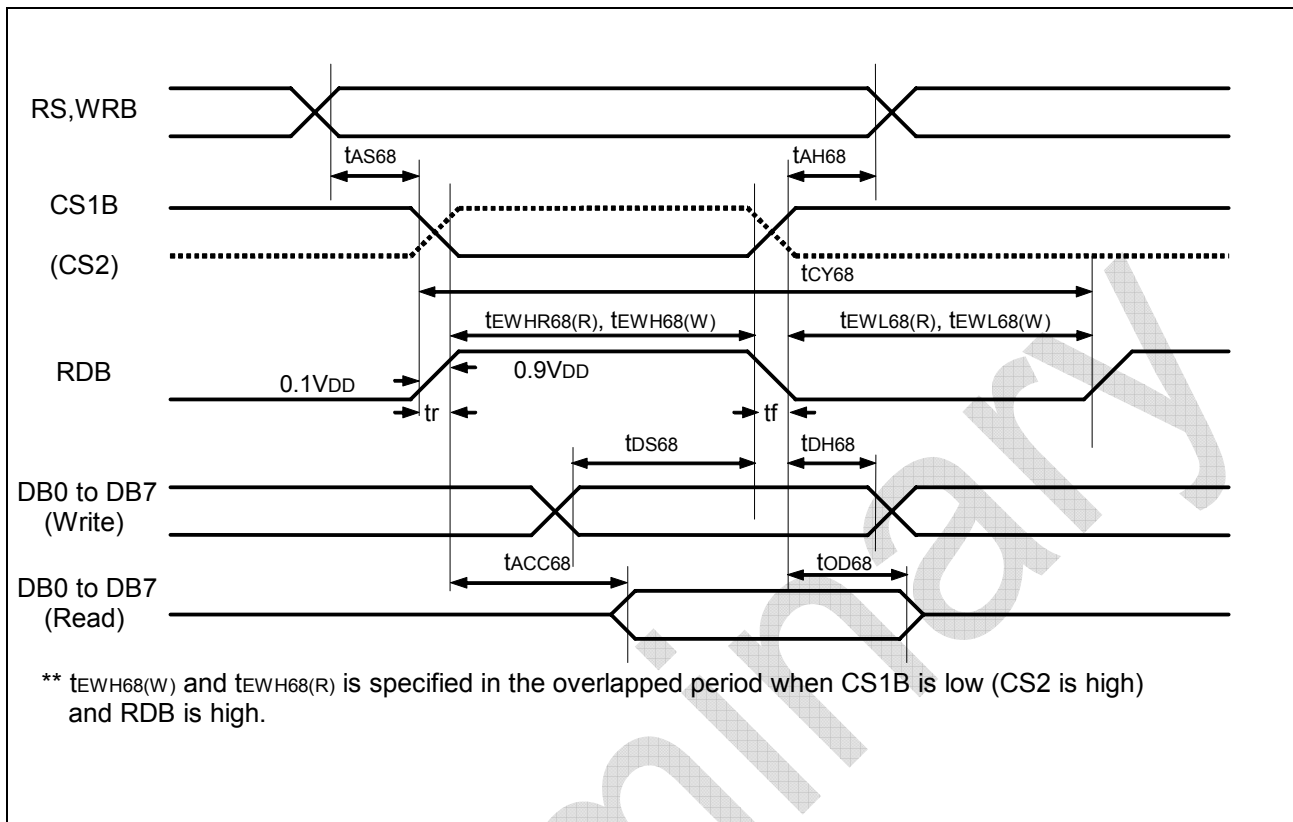 RS,WRB
tAS68
tAH68
CS1B
(CS2)
tCY68
tEWHR68(R), tEWH68(W)
tEWL68(R), tEWL68(W)
RDB
0.1VDD
0.9VDD
tr
tf
tDS68
tDH68
DB0 to DB7
(Write)
tACC68
tOD68
DB0 to DB7
(Read)
** tEWH68(W) and tEWH68(R) is specified in the overlapped period when CS1B is low (CS2 is high)
and RDB is high.
minary